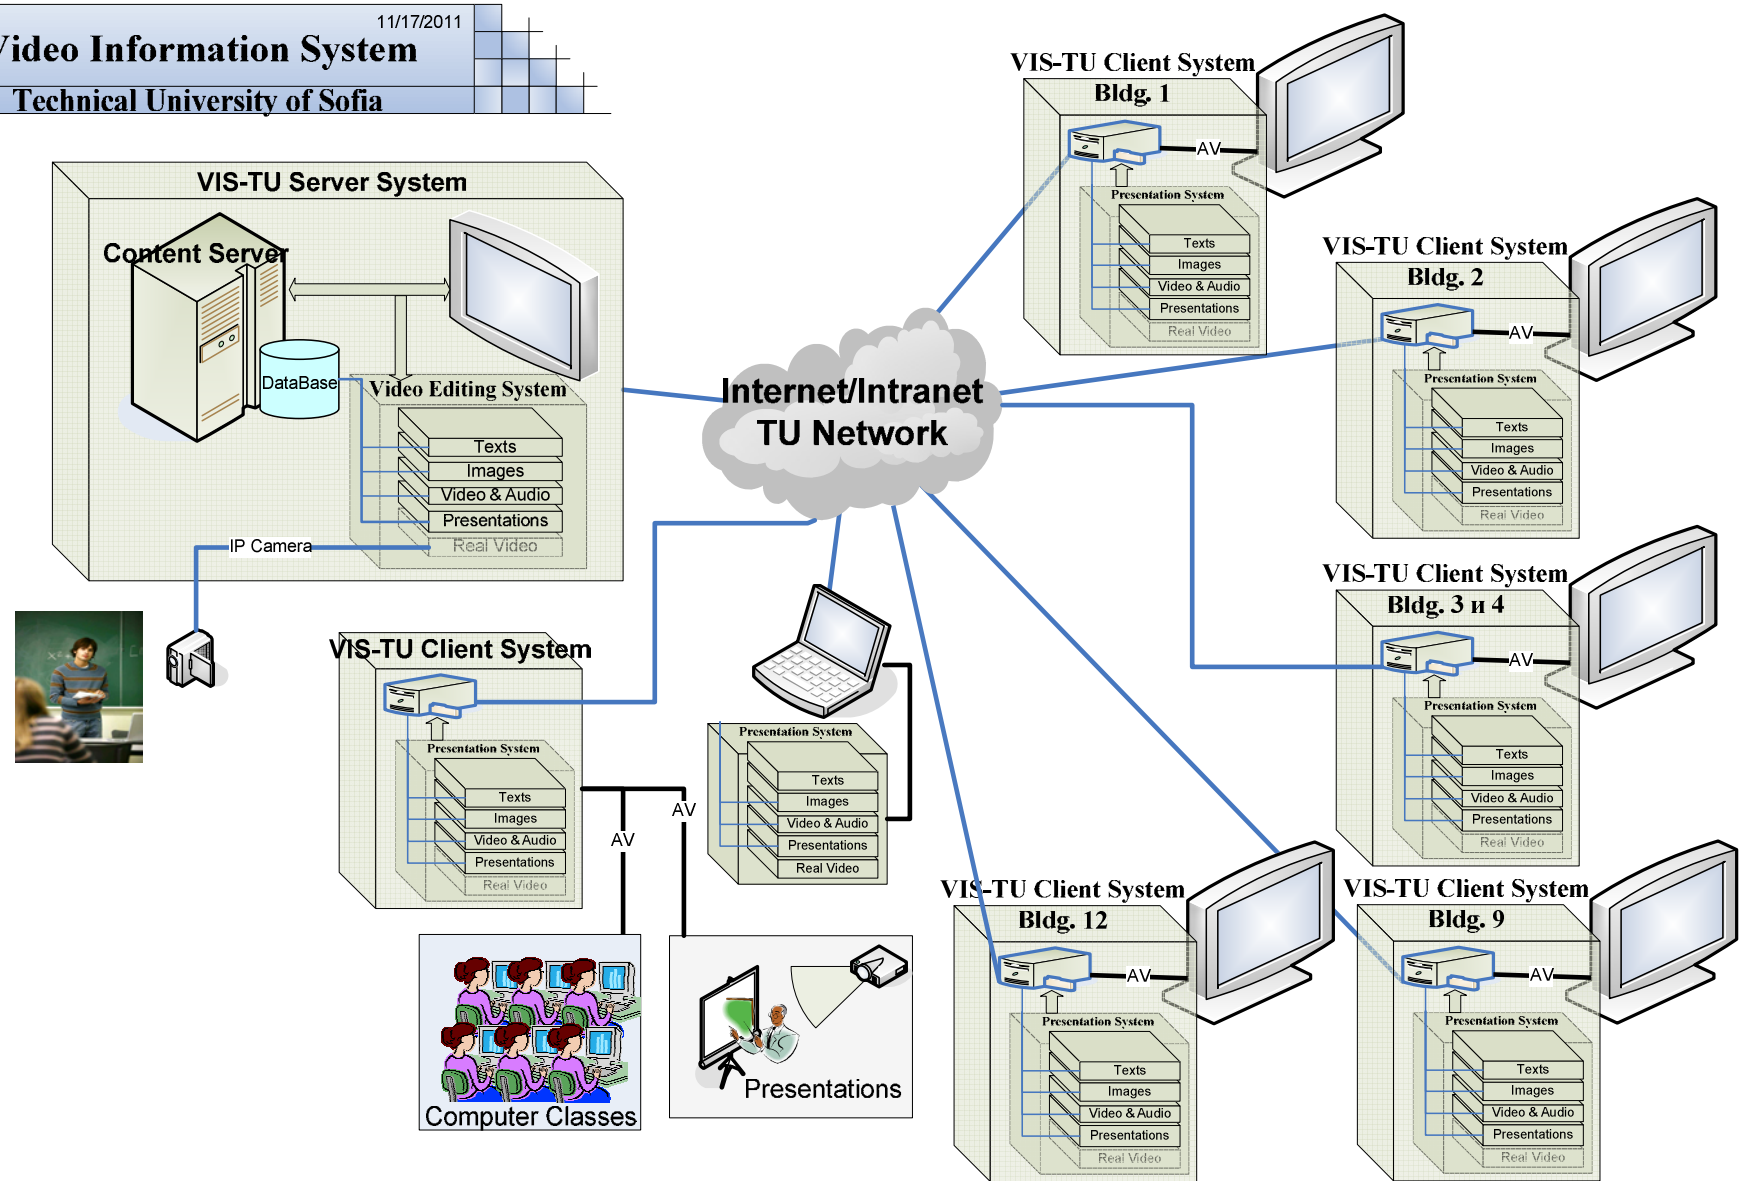 11/17/2011
Video Information System
Technical University of Sofia
VIS-TU Server System
Content Server
DataBase
Video Editing System
Texts
Images
Video & Audio
Presentations
Real Video
IP Camera
Internet/Intranet
TU Network
VIS-TU Client System
Bldg. 1
AV
Presentation System
Texts
Images
Video & Audio
Presentations
Real Video
VIS-TU Client System
Bldg. 2
AV
Presentation System
Texts
Images
Video & Audio
Presentations
Real Video
VIS-TU Client System
Bldg. 3 и 4
AV
Presentation System
Texts
Images
Video & Audio
Presentations
Real Video
VIS-TU Client System
Presentation System
Texts
Images
Video & Audio
Presentations
Real Video
AV
AV
Presentation System
Texts
Images
Video & Audio
Presentations
Real Video
Computer Classes
Presentations
VIS-TU Client System
Bldg. 12
AV
Presentation System
Texts
Images
Video & Audio
Presentations
Real Video
VIS-TU Client System
Bldg. 9
AV
Presentation System
Texts
Images
Video & Audio
Presentations
Real Video